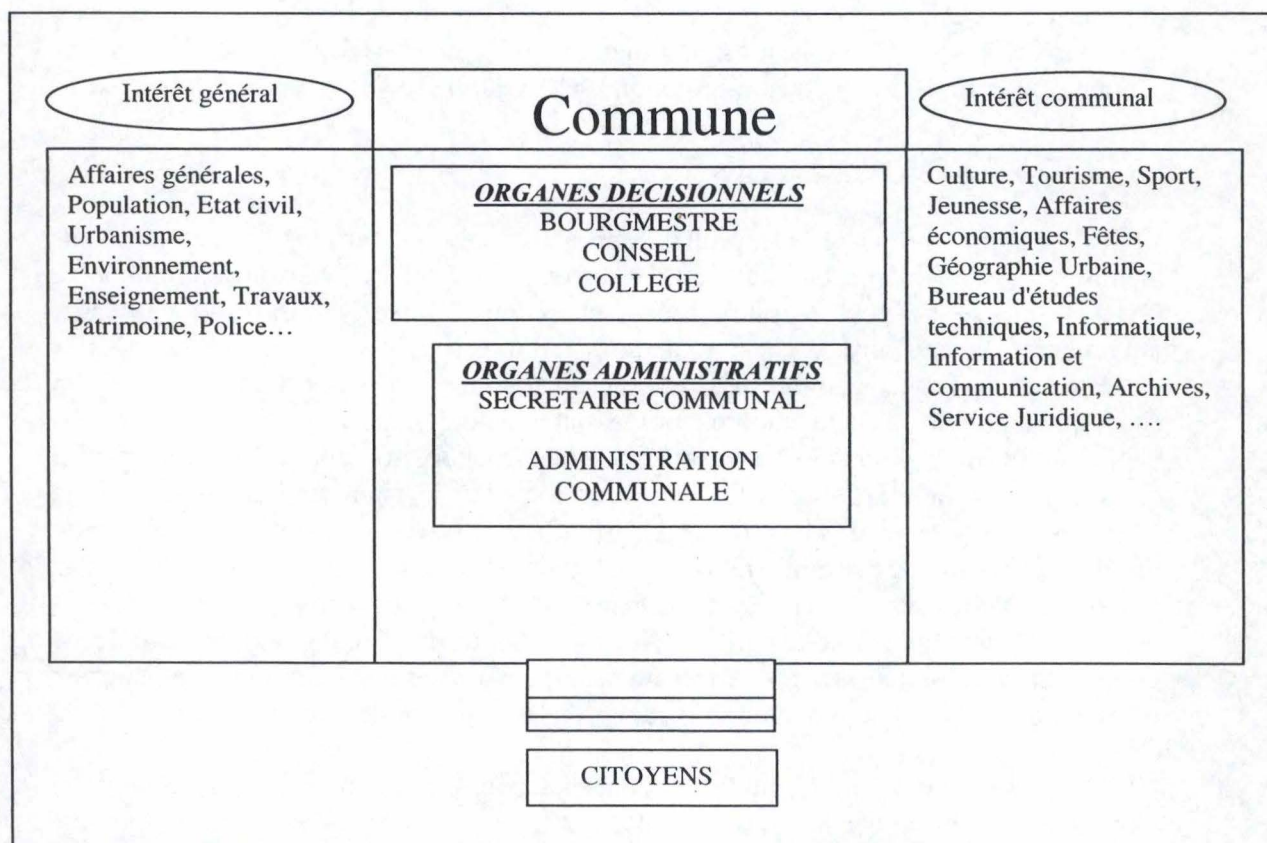 Intérêt général
Affaires générales,
Population, Etat civil,
Urbanisme,
Environnement,
Enseignement, Travaux,
Patrimoine, Police…
Commune
ORGANES DECISIONNELS
BOURGMESTRE
CONSEIL
COLLEGE
ORGANES ADMINISTRATIFS
SECRETAIRE COMMUNAL
ADMINISTRATION
COMMUNALE
Intérêt communal
Culture, Tourisme, Sport,
Jeunesse, Affaires
économiques, Fêtes,
Géographie Urbaine,
Bureau d'études
techniques, Informatique,
Information et
communication, Archives,
Service Juridique, ….
CITOYENS